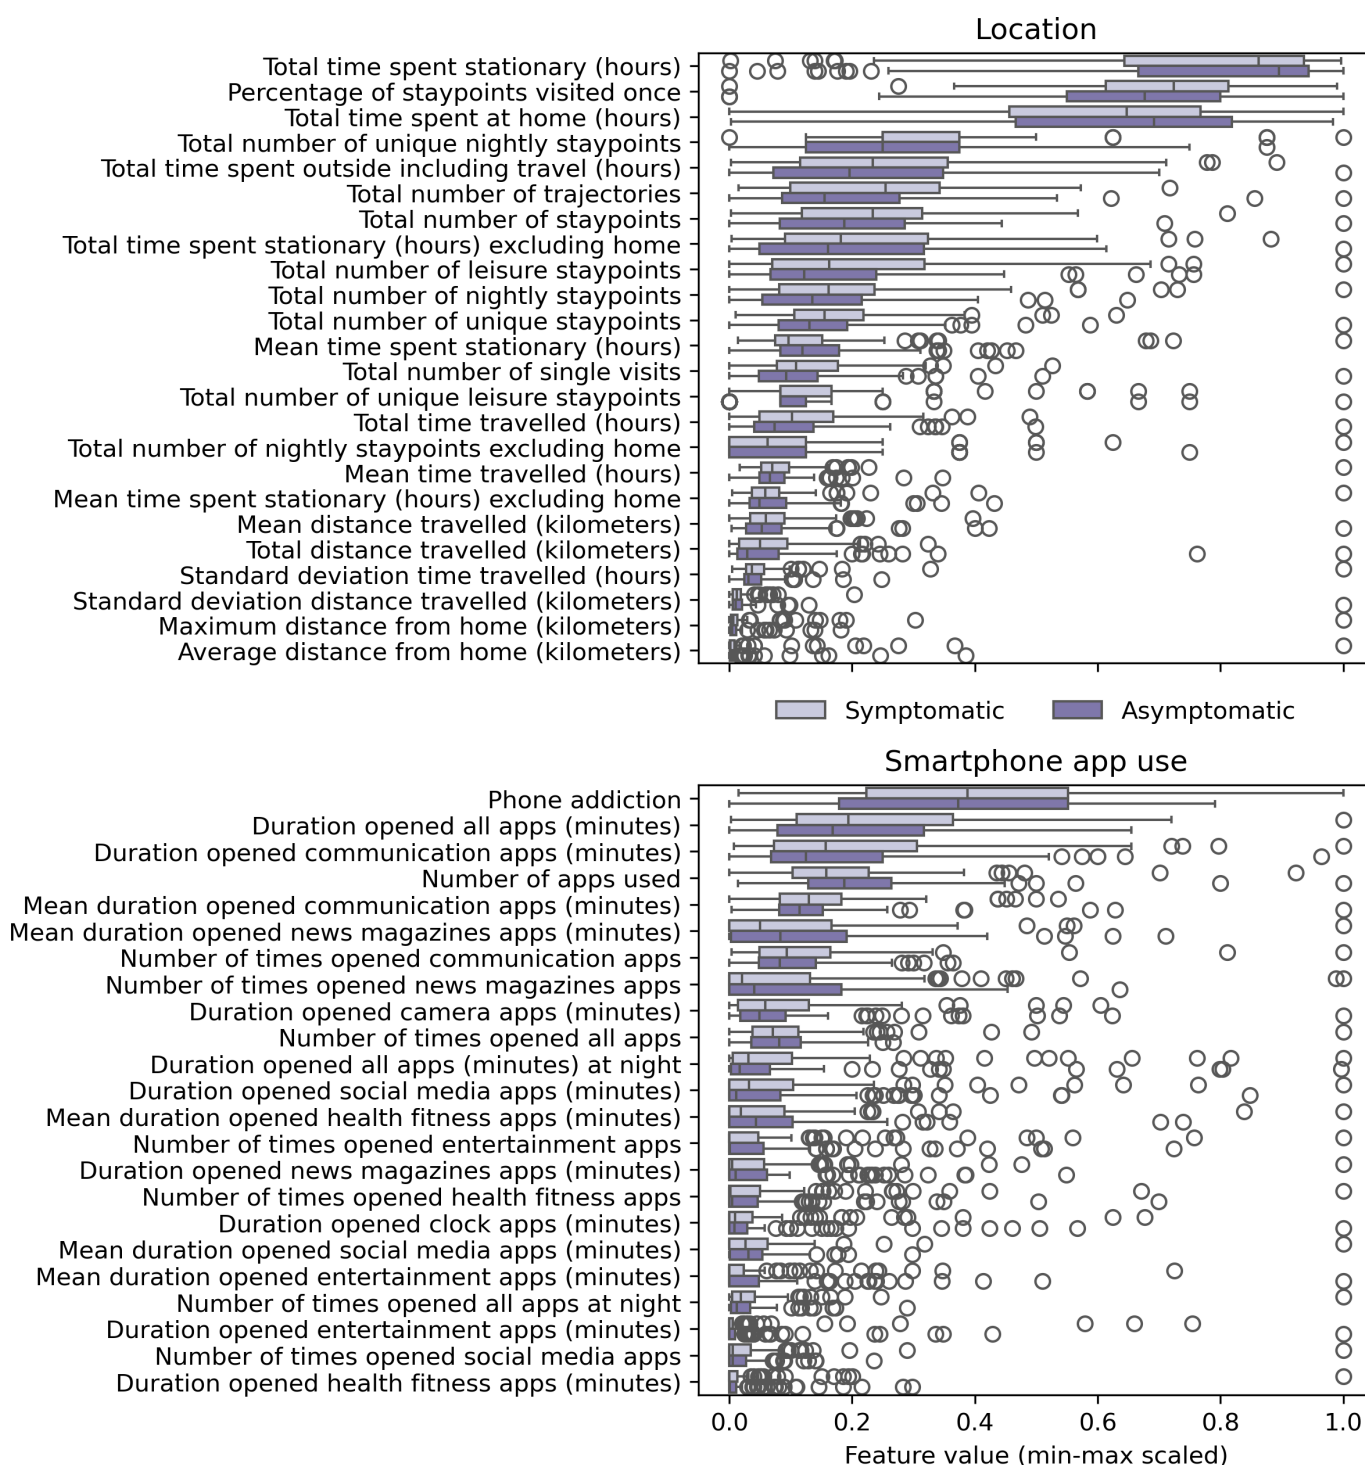 Location
Total time spent stationary (hours)
Percentage of staypoints visited once
Total time spent at home (hours)
Total number of unique nightly staypoints
Total time spent outside including travel (hours)
Total number of trajectories
Total number of staypoints
Total time spent stationary (hours) excluding home
Total number of leisure staypoints
Total number of nightly staypoints
Total number of unique staypoints
Mean time spent stationary (hours)
Total number of single visits
Total number of unique leisure staypoints
Total time travelled (hours)
Total number of nightly staypoints excluding home
Mean time travelled (hours)
Mean time spent stationary (hours) excluding home
Mean distance travelled (kilometers)
Total distance travelled (kilometers)
Standard deviation time travelled (hours)
Standard deviation distance travelled (kilometers)
Maximum distance from home (kilometers)
Average distance from home (kilometers)
Symptomatic Asymptomatic
Smartphone app use
Phone addiction
Duration opened all apps (minutes)
Duration opened communication apps (minutes)
Number of apps used
Mean duration opened communication apps (minutes)
Mean duration opened news magazines apps (minutes)
Number of times opened communication apps
Number of times opened news magazines apps
Duration opened camera apps (minutes)
Number of times opened all apps
Duration opened all apps (minutes) at night
Duration opened social media apps (minutes)
Mean duration opened health fitness apps (minutes)
Number of times opened entertainment apps
Duration opened news magazines apps (minutes)
Number of times opened health fitness apps
Duration opened clock apps (minutes)
Mean duration opened social media apps (minutes)
Mean duration opened entertainment apps (minutes)
Number of times opened all apps at night
Duration opened entertainment apps (minutes)
Number of times opened social media apps
Duration opened health fitness apps (minutes)
0.0 0.2 0.4 0.6 0.8 1.0
Feature value (min-max scaled)